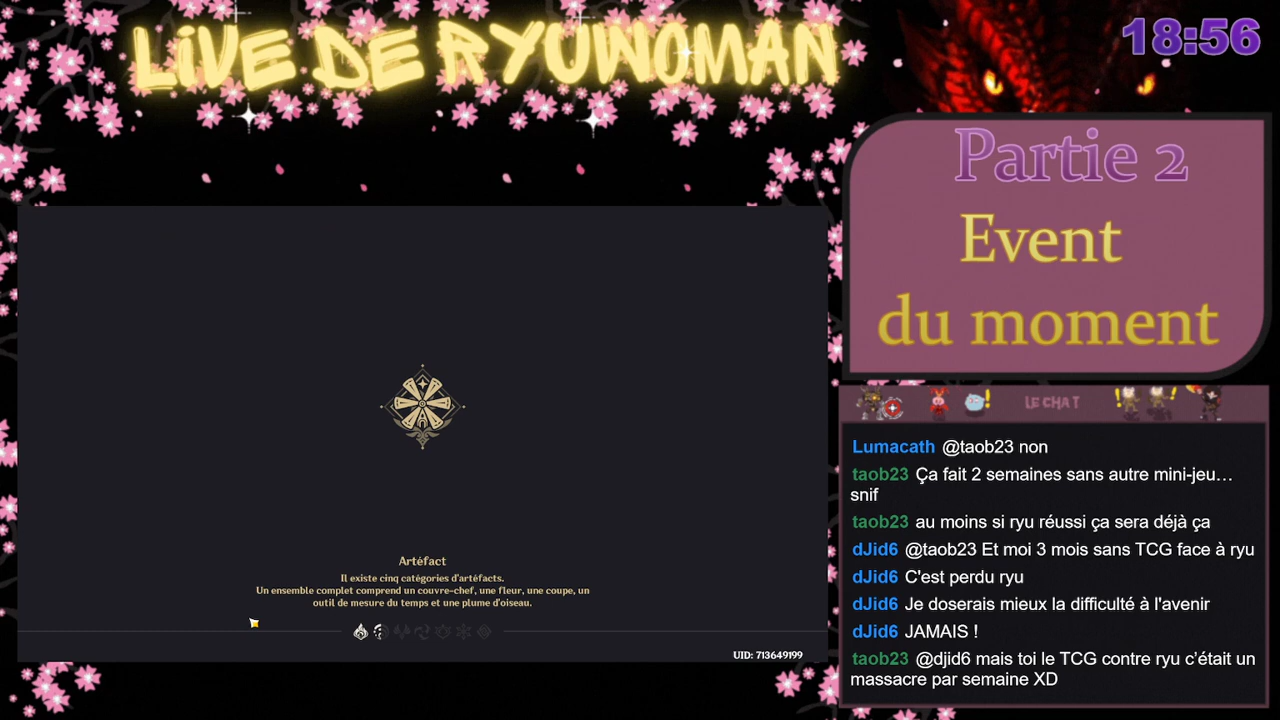 LIVE DE RYUWOMAN
18:56
Partie 2
Event
du moment
LE CHAT
Lumacath @taob23 non
taob23 Ça fait 2 semaines sans autre mini-jeu…
snif
taob23 au moins si ryu réussi ça sera déjà ça
dJid6 @taob23 Et moi 3 mois sans TCG face à ryu
dJid6 C'est perdu ryu
dJid6 Je doserais mieux la difficulté à l'avenir
dJid6 JAMAIS !
taob23 @djid6 mais toi le TCG contre ryu c’était un
massacre par semaine XD
Artéfact
Il existe cinq catégories d'artéfacts.
Un ensemble complet comprend un couvre-chef, une fleur, une coupe, un
outil de mesure du temps et une plume d'oiseau.
UID: 713649199